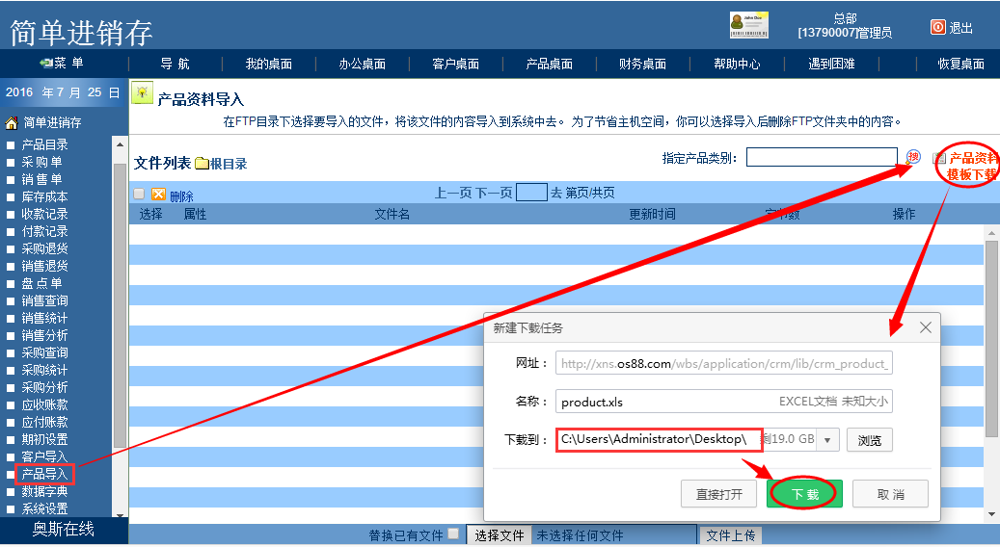 简单进销存
John Doe
总部
[13790007]管理员
退出
菜 单
导 航
我的桌面
办公桌面
客户桌面
产品桌面
财务桌面
帮助中心
遇到困难
恢复桌面
2016 年 7 月 25 日
简单进销存
产品目录
采 购 单
销 售 单
库存成本
收款记录
付款记录
采购退货
销售退货
盘 点 单
销售查询
销售统计
销售分析
采购查询
采购统计
采购分析
应收账款
应付账款
期初设置
客户导入
产品导入
数据字典
系统设置
奥斯在线
产品资料导入
在FTP目录下选择要导入的文件，将该文件的内容导入到系统中去。 为了节省主机空间，你可以选择导入后删除FTP文件夹中的内容。
文件列表 根目录
指定产品类别：
搜
产品资料
模板下载
删除
上一页 下一页 去 第页/共页
选择 属性 文件名 更新时间 字节数 操作
新建下载任务
网址： http://xns.os88.com/wbs/application/crm/lib/crm_product_
名称： product.xls EXCEL文档 未知大小
下载到： C:\Users\Administrator\Desktop\ 剩19.0 GB 浏览
直接打开 下 载 取 消
替换已有文件 选择文件 未选择任何文件 文件上传